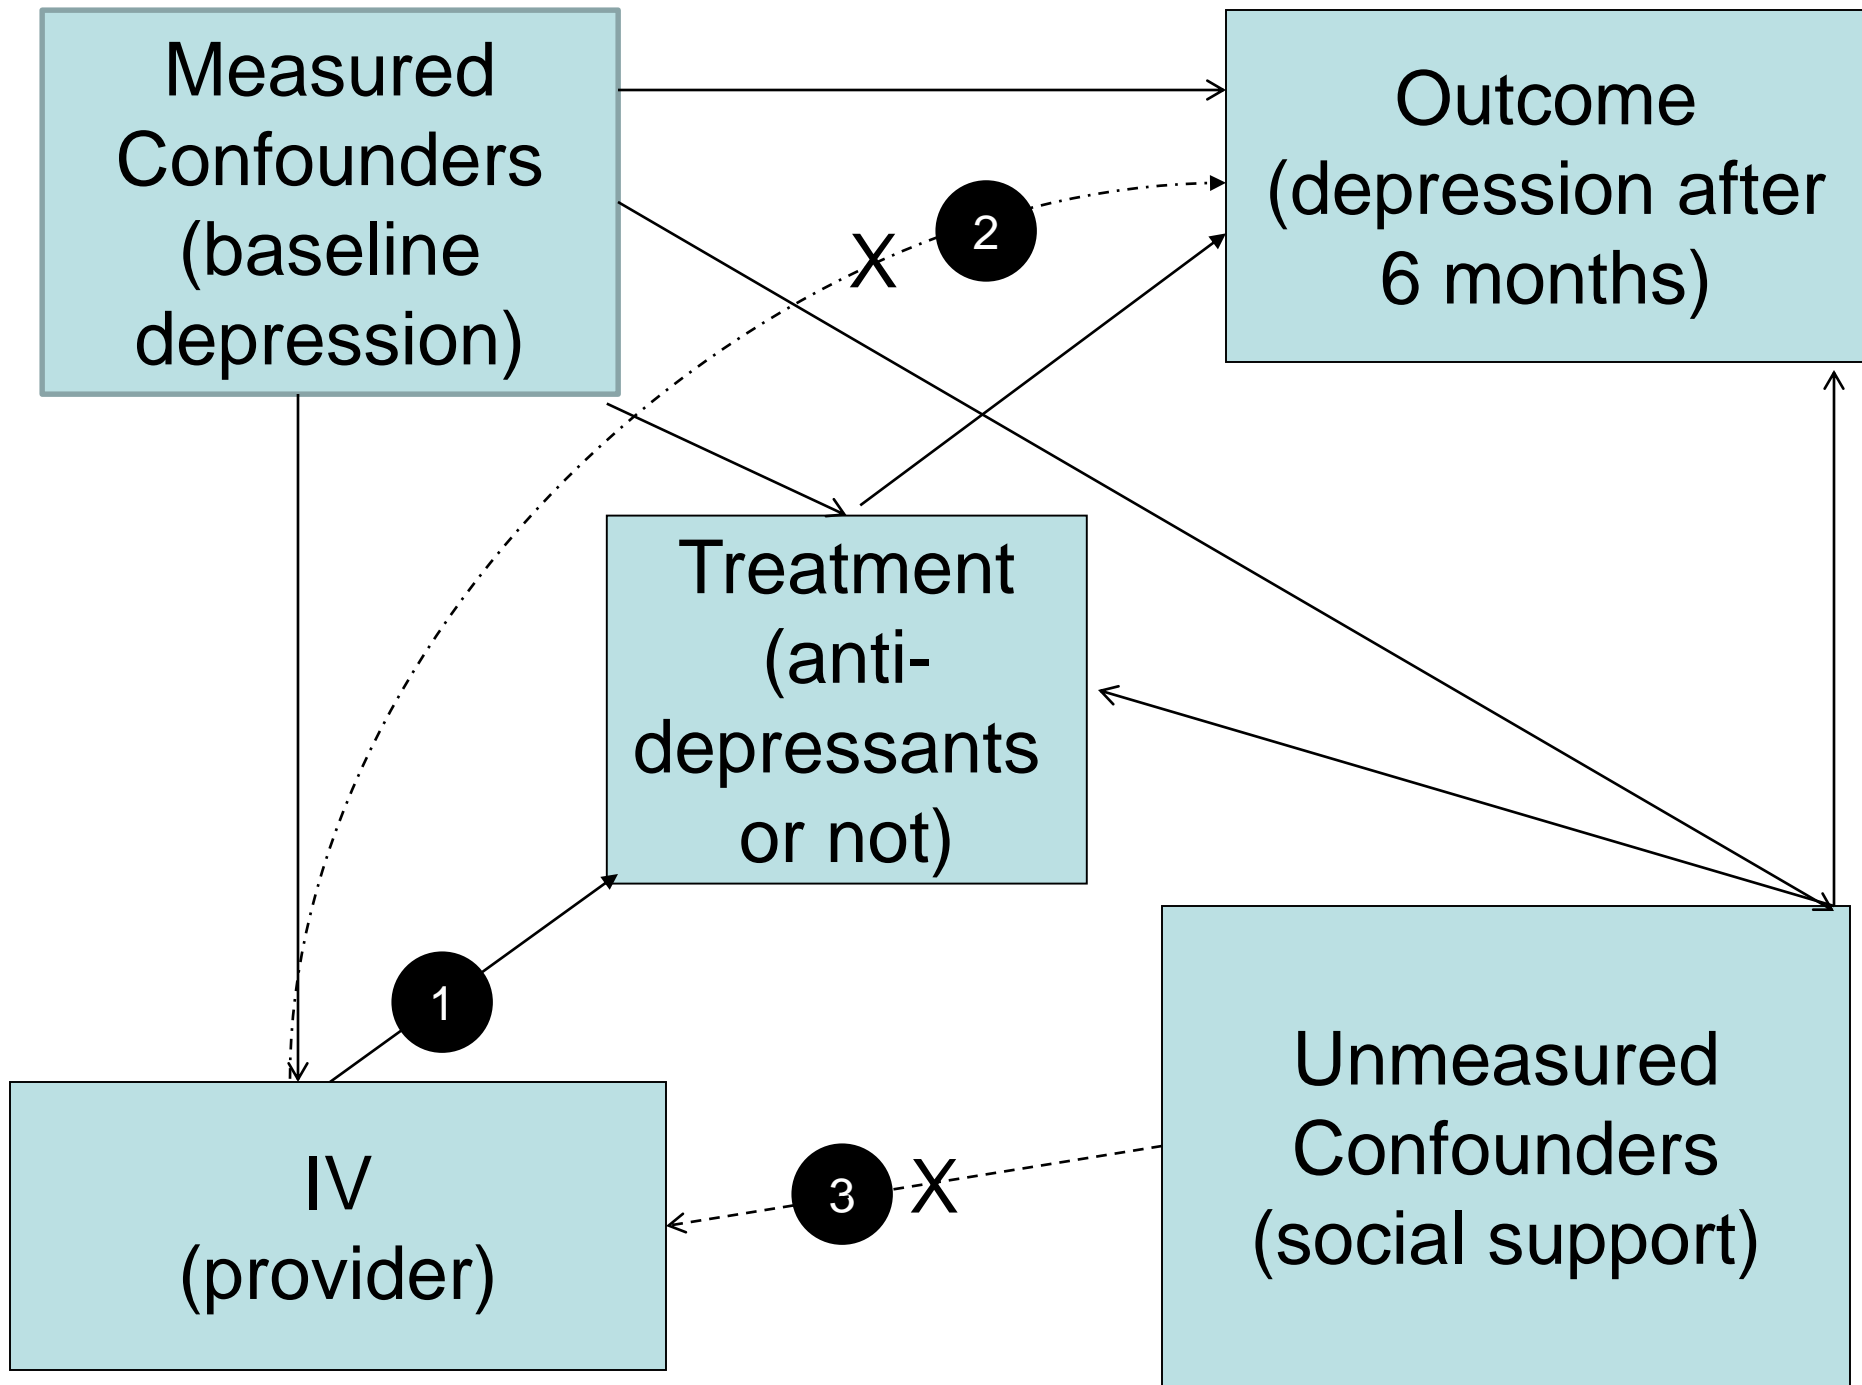 Measured
Confounders
(baseline
depression)
Outcome
(depression after
6 months)
X
2
Treatment
(anti-
depressants
or not)
1
IV
(provider)
3
X
Unmeasured
Confounders
(social support)